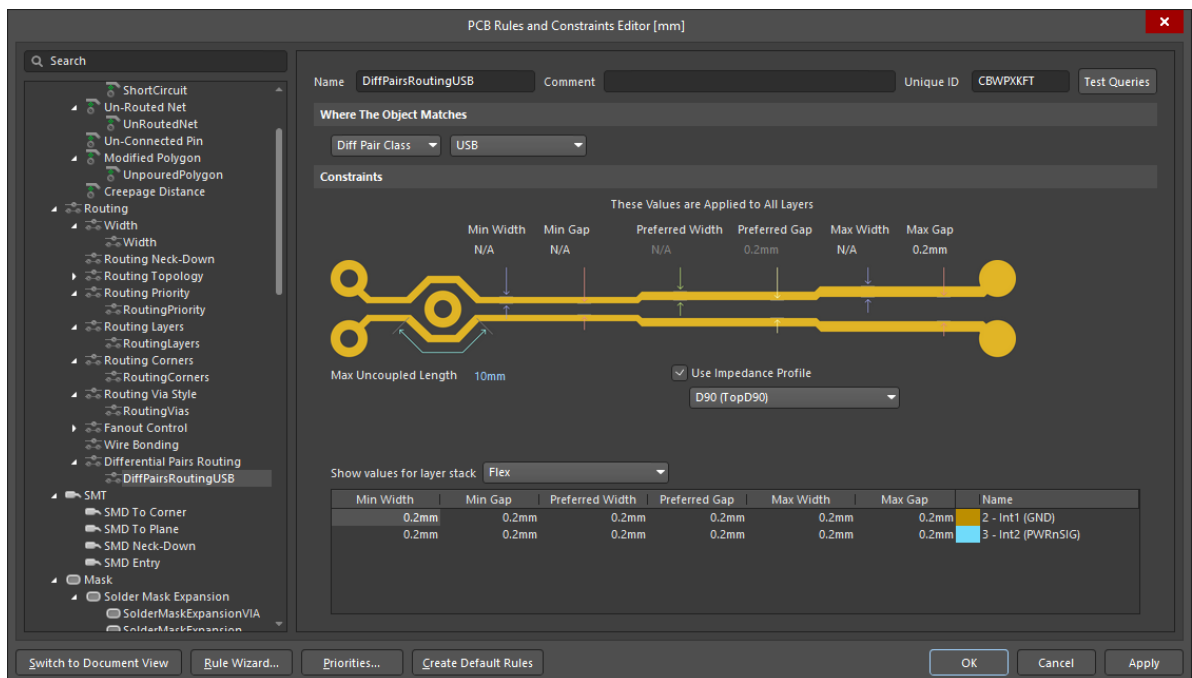 PCB Rules and Constraints Editor [mm]
Search
ShortCircuit
Un-Routed Net
UnRoutedNet
Un-Connected Pin
Modified Polygon
UnpouredPolygon
Creepage Distance
Routing
Width
Width
Routing Neck-Down
Routing Topology
Routing Priority
RoutingPriority
Routing Layers
RoutingLayers
Routing Corners
RoutingCorners
Routing Via Style
RoutingVias
Fanout Control
Wire Bonding
Differential Pairs Routing
DiffPairsRoutingUSB
SMT
SMD To Corner
SMD To Plane
SMD Neck-Down
SMD Entry
Mask
Solder Mask Expansion
SolderMaskExpansionVIA
SolderMaskExpansion
Name DiffPairsRoutingUSB Comment Unique ID CBWPXKFT Test Queries
Where The Object Matches
Diff Pair Class USB
Constraints
These Values are Applied to All Layers
Min Width Min Gap Preferred Width Preferred Gap Max Width Max Gap
N/A N/A N/A 0.2mm N/A 0.2mm
Max Uncoupled Length 10mm
Use Impedance Profile
D90 (TopD90)
Show values for layer stack Flex
Min Width Min Gap Preferred Width Preferred Gap Max Width Max Gap Name
0.2mm 0.2mm 0.2mm 0.2mm 0.2mm 0.2mm 2 - Int1 (GND)
0.2mm 0.2mm 0.2mm 0.2mm 0.2mm 0.2mm 3 - Int2 (PWRnSIG)
Switch to Document View Rule Wizard... Priorities... Create Default Rules OK Cancel Apply